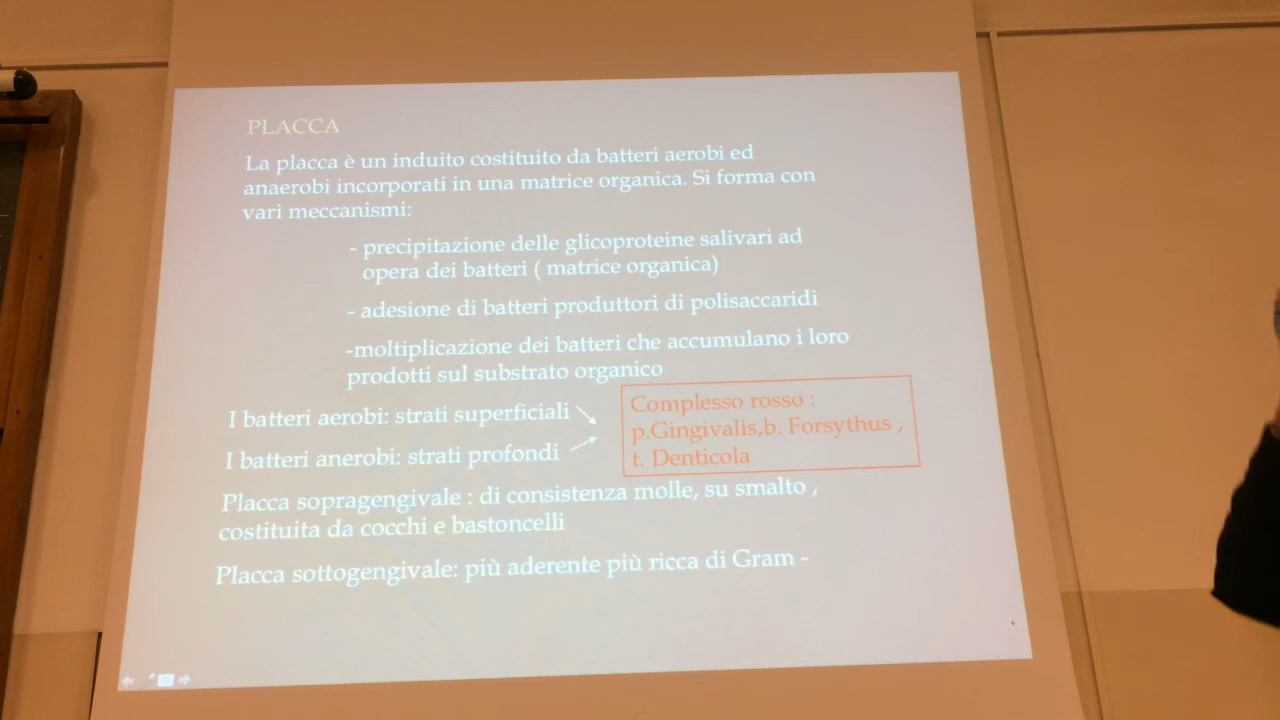 PLACCA
La placca è un induito costituito da batteri aerobi ed
anaerobi incorporati in una matrice organica. Si forma con
vari meccanismi:
- precipitazione delle glicoproteine salivari ad
opera dei batteri ( matrice organica)
- adesione di batteri produttori di polisaccaridi
-moltiplicazione dei batteri che accumulano i loro
prodotti sul substrato organico
I batteri aerobi: strati superficiali
I batteri anerobi: strati profondi
Complesso rosso :
p.Gingivalis,b. Forsythus ,
t. Denticola
Placca sopragengivale : di consistenza molle, su smalto ,
costituita da cocchi e bastoncelli
Placca sottogengivale: più aderente più ricca di Gram -